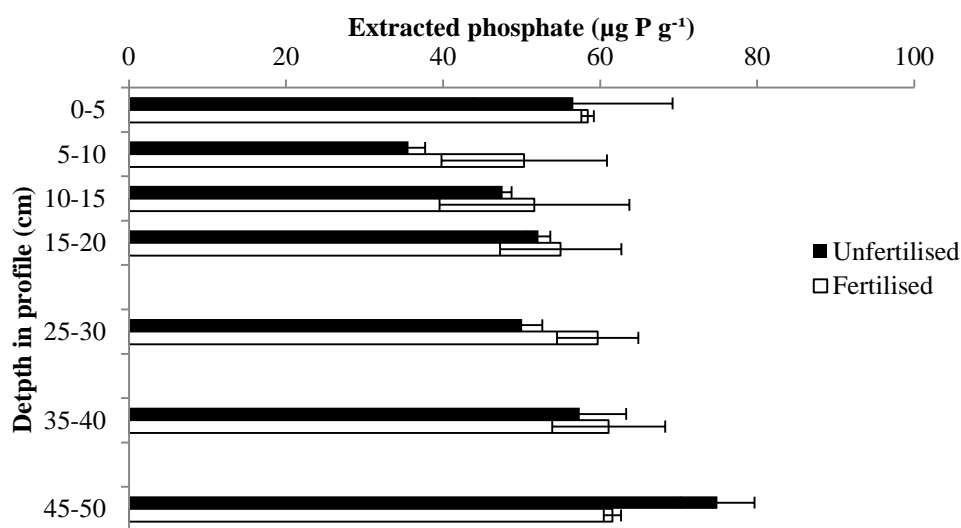 Extracted phosphate (µg P g⁻¹)
0 20 40 60 80 100
0-5
5-10
10-15
15-20
25-30
35-40
45-50
Detpth in profile (cm)
Unfertilised
Fertilised